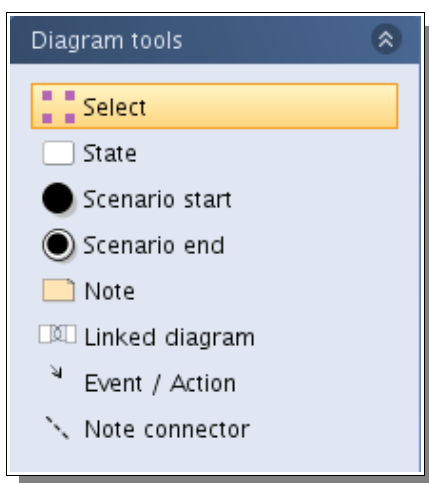 Diagram tools
Select
State
Scenario start
Scenario end
Note
Linked diagram
Event / Action
Note connector